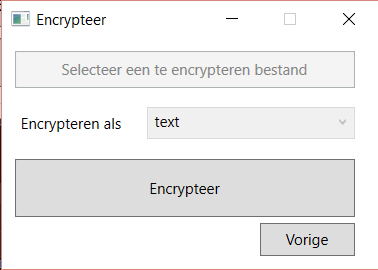 Encrypteer
Selecteer een te encrypteren bestand
Encrypteren als
text
Encrypteer
Vorige